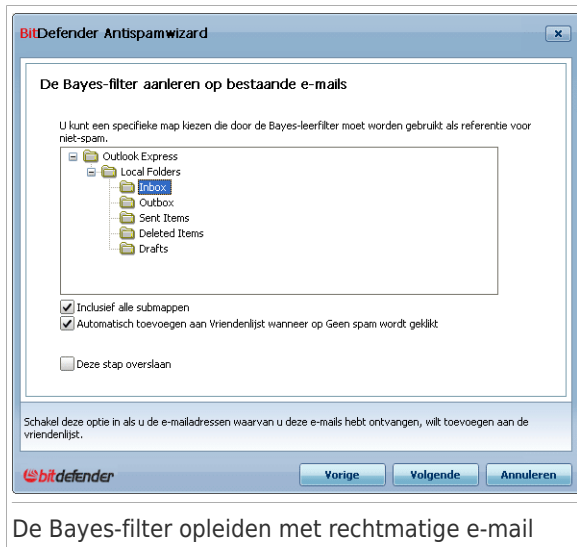 BitDefender Antispamwizard
De Bayes-filter aanleren op bestaande e-mails
U kunt een specifieke map kiezen die door de Bayes-leerfilter moet worden gebruikt als referentie voor
niet-spam.
Outlook Express
Local Folders
Inbox
Outbox
Sent Items
Deleted Items
Drafts
Inclusief alle submappen
Automatisch toevoegen aan Vriendenlijst wanneer op Geen spam wordt geklikt
Deze stap overslaan
Schakel deze optie in als u de e-mailadressen waarvan u deze e-mails hebt ontvangen, wilt toevoegen aan de
vriendenlijst.
bitdefender
Vorige
Volgende
Annuleren
De Bayes-filter opleiden met rechtmatige e-mail